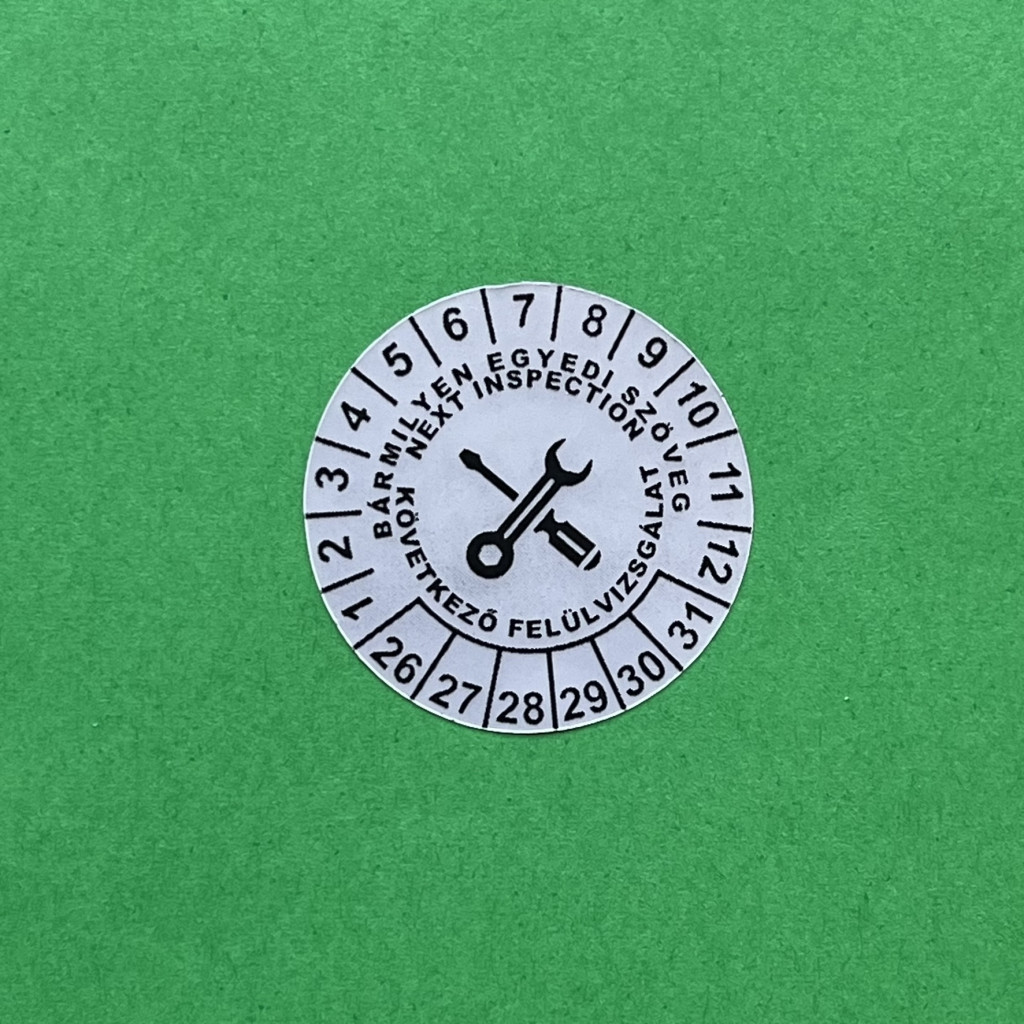 BÁRMILYEN EGYEDI SZÖVEG
NEXT INSPECTION
KÖVETKEZŐ FELÜLVIZSGÁLAT
1 2 3 4 5 6 7 8 9 10 11 12
26 27 28 29 30 31